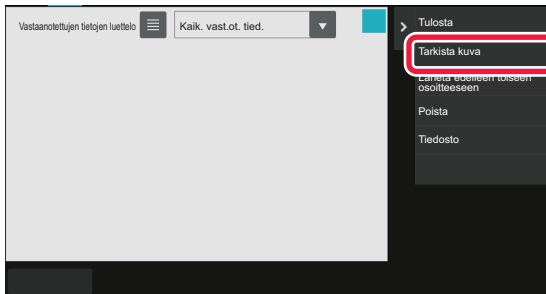 Vastaanotettujen tietojen luettelo
Kaik. vast.ot. tied.
Tulosta
Tarkista kuva
Lähetä edelleen toiseen
osoitteeseen
Poista
Tiedosto